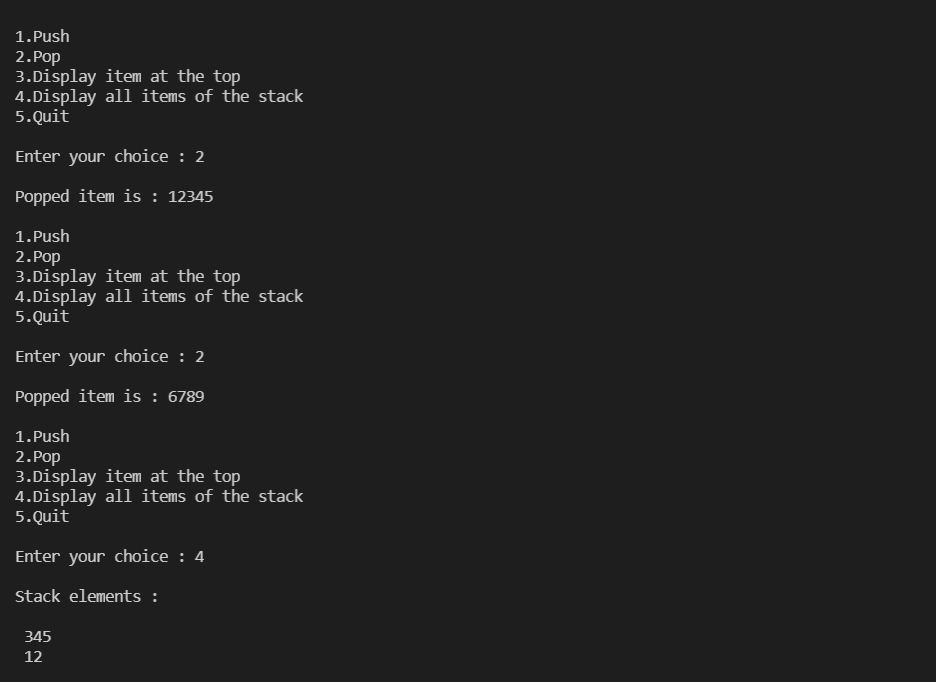 1.Push
2.Pop
3.Display item at the top
4.Display all items of the stack
5.Quit
Enter your choice : 2
Popped item is : 12345
1.Push
2.Pop
3.Display item at the top
4.Display all items of the stack
5.Quit
Enter your choice : 2
Popped item is : 6789
1.Push
2.Pop
3.Display item at the top
4.Display all items of the stack
5.Quit
Enter your choice : 4
Stack elements :
345
12